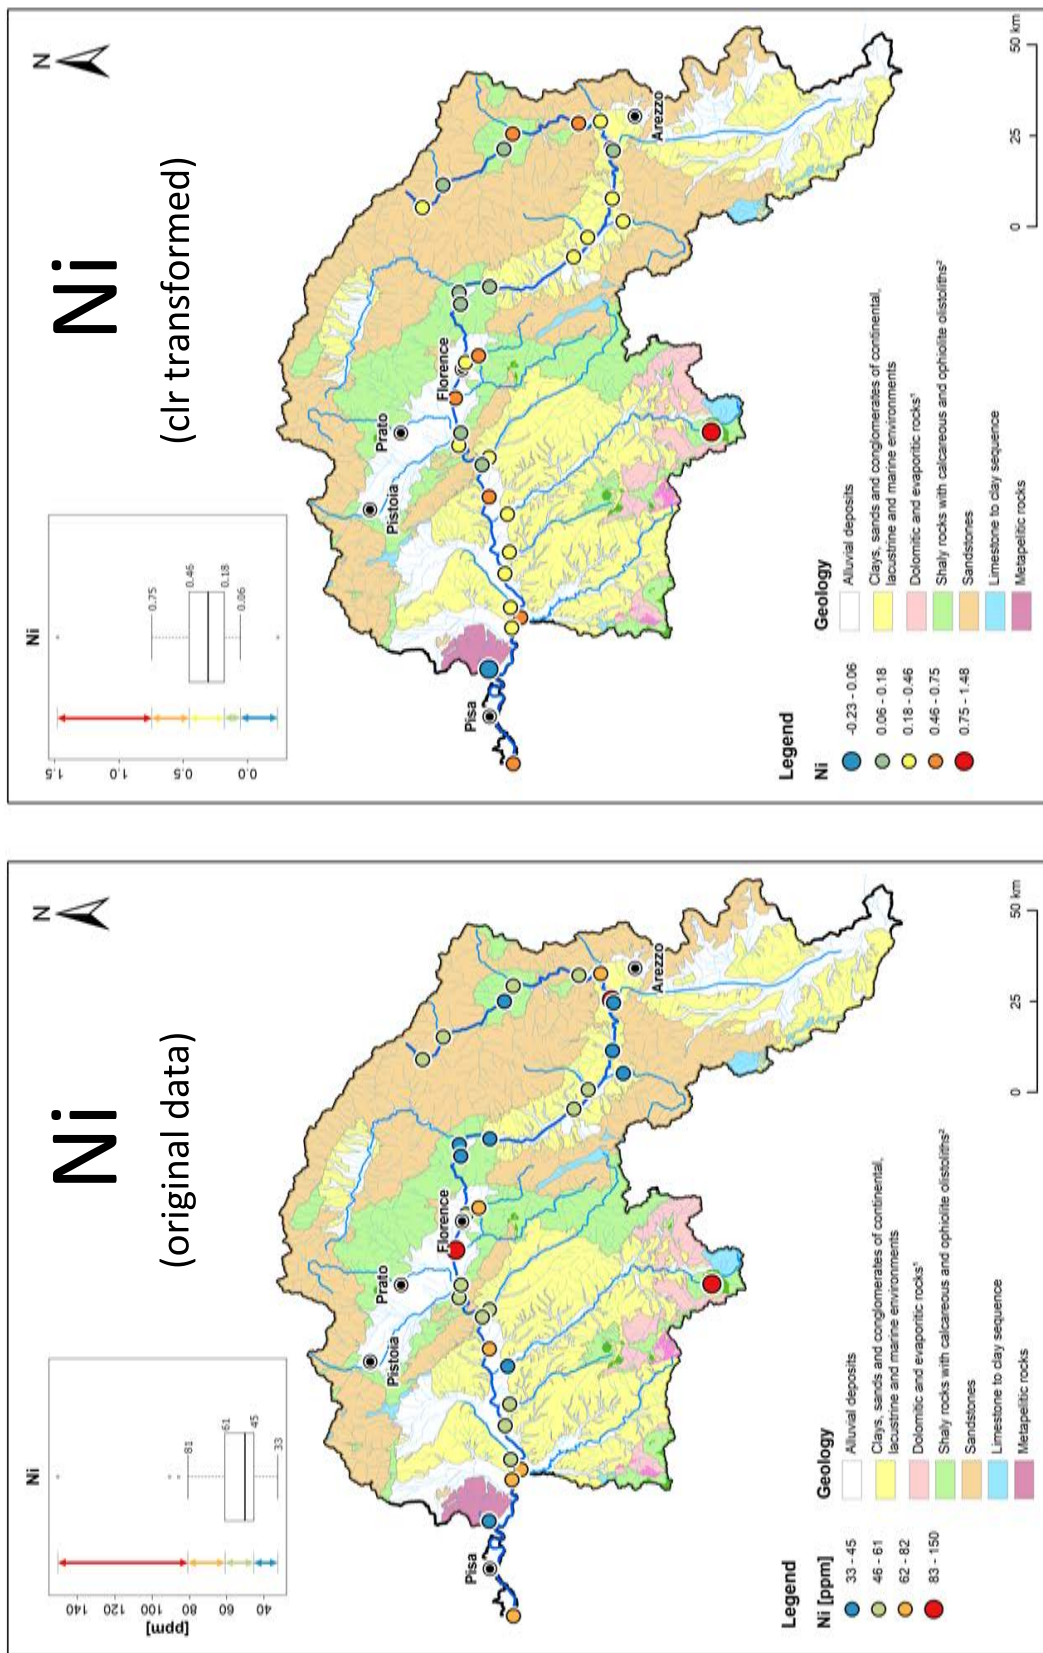 Ni
(original data)
N
Ni
[ppm]
140
120
100
80
60
40
81
61
45
33
Pistoia
Prato
Florence
Pisa
Arezzo
0
25
50 km
Legend
Ni [ppm]
33 - 45
46 - 61
62 - 82
83 - 150
Geology
Alluvial deposits
Clays, sands and conglomerates of continental,
lacustrine and marine environments
Dolomitic and evaporitic rocks¹
Shaly rocks with calcareous and ophiolite olistoliths²
Sandstones
Limestone to clay sequence
Metapelitic rocks
Ni
(clr transformed)
N
Ni
1.5
1.0
0.5
0.0
0.75
0.46
0.18
0.06
Pistoia
Prato
Florence
Pisa
Arezzo
0
25
50 km
Legend
Ni
-0.23 - 0.06
0.06 - 0.18
0.18 - 0.46
0.46 - 0.75
0.75 - 1.48
Geology
Alluvial deposits
Clays, sands and conglomerates of continental,
lacustrine and marine environments
Dolomitic and evaporitic rocks¹
Shaly rocks with calcareous and ophiolite olistoliths²
Sandstones
Limestone to clay sequence
Metapelitic rocks